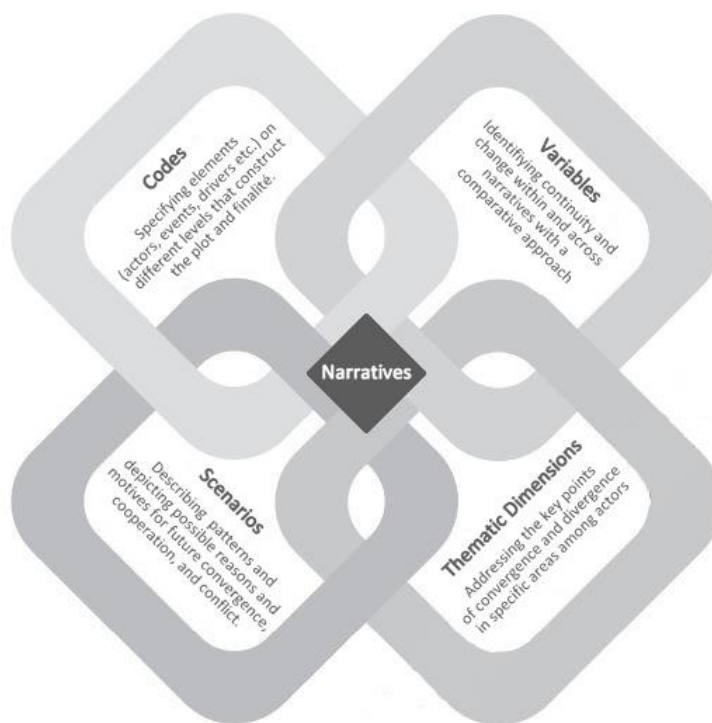 Codes
Specifying elements
(actors, events, drivers etc.) on
different levels that construct
the plot and finalité.
Variables
Identifiying continuity and
change within and across
narratives with a
comparative approach
Narratives
Scenarios
Describing patterns and
depicting possible reasons and
motives for future convergence,
cooperation, and conflict.
Thematic Dimensions
Addressing the key points
of convergence and divergence
in specific areas among actors